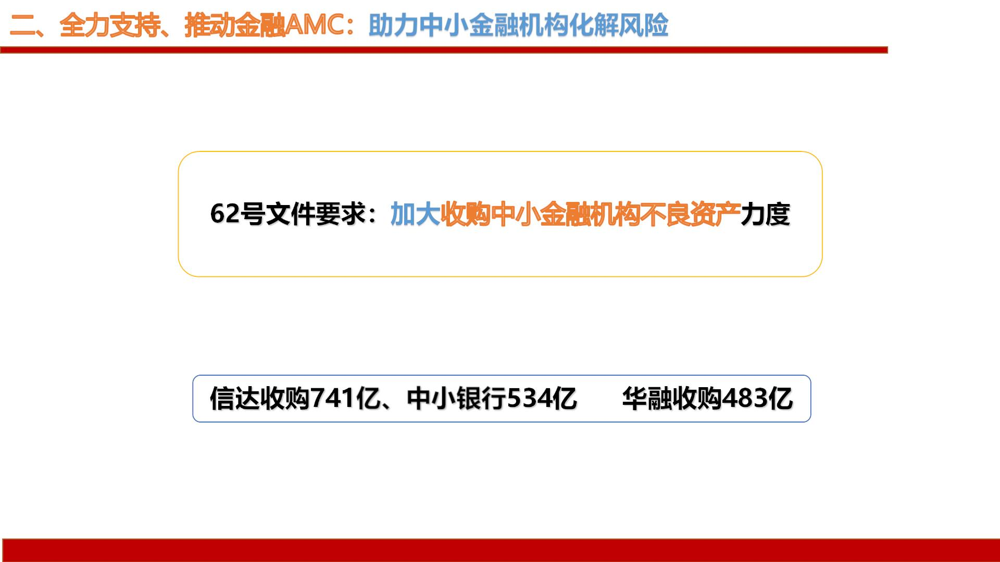 二、全力支持、推动金融AMC：助力中小金融机构化解风险
62号文件要求：加大收购中小金融机构不良资产力度
信达收购741亿、中小银行534亿　　华融收购483亿